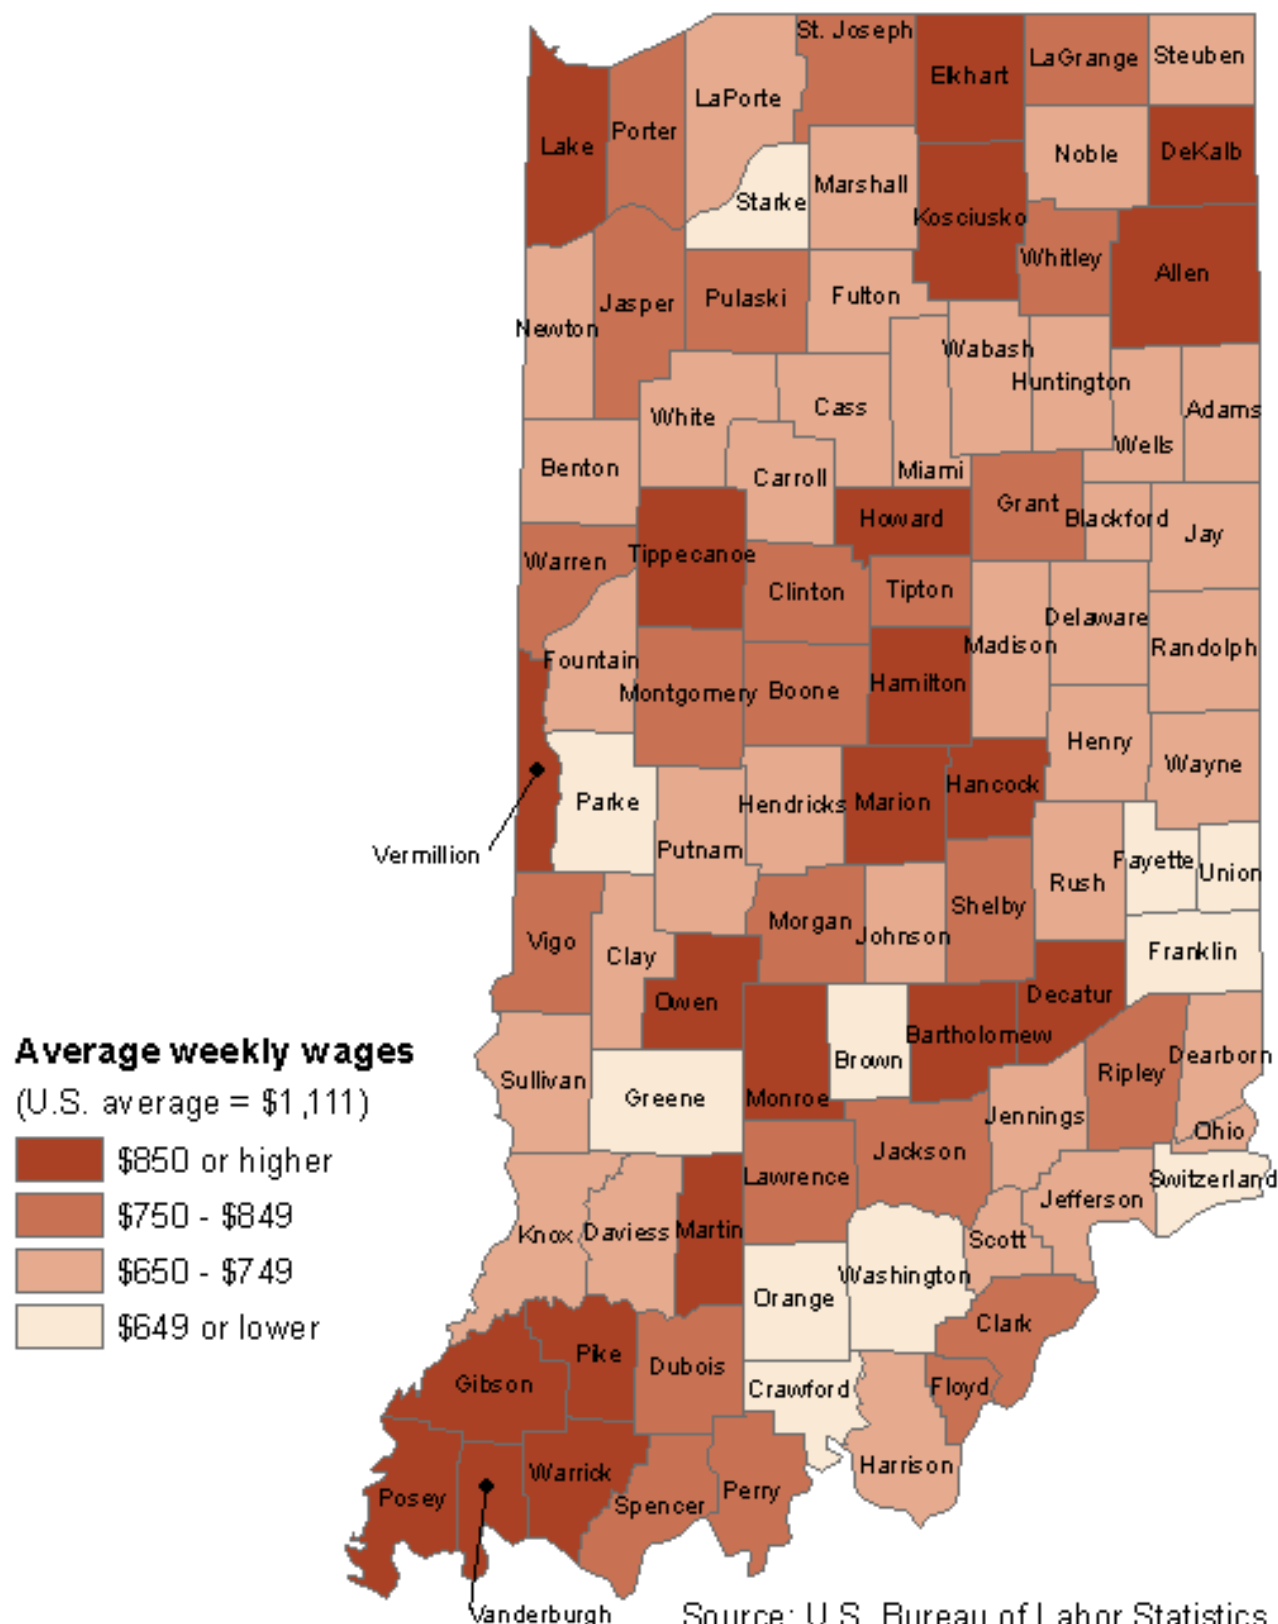 St. Joseph
Elkhart
LaGrange
Steuben
LaPorte
Lake
Porter
Noble
DeKalb
Starke
Marshall
Kosciusko
Whitley
Allen
Newton
Jasper
Pulaski
Fulton
Wabash
Huntington
White
Cass
Adams
Wells
Benton
Carroll
Miami
Howard
Grant
Blackford
Jay
Warren
Tippecanoe
Clinton
Tipton
Delaware
Madison
Randolph
Fountain
Montgomery
Boone
Hamilton
Henry
Wayne
Parke
Hendricks
Marion
Hancock
Vermillion
Putnam
Fayette
Union
Rush
Vigo
Clay
Morgan
Johnson
Shelby
Franklin
Owen
Decatur
Bartholomew
Brown
Dearborn
Ripley
Sullivan
Greene
Monroe
Jennings
Ohio
Jackson
Lawrence
Switzerland
Jefferson
Knox
Daviess
Martin
Scott
Washington
Orange
Clark
Pike
Dubois
Gibson
Crawford
Floyd
Harrison
Warrick
Posey
Spencer
Perry
Vanderburgh
Average weekly wages
(U.S. average = $1,111)
$850 or higher
$750 - $849
$650 - $749
$649 or lower
Source: U.S. Bureau of Labor Statistics